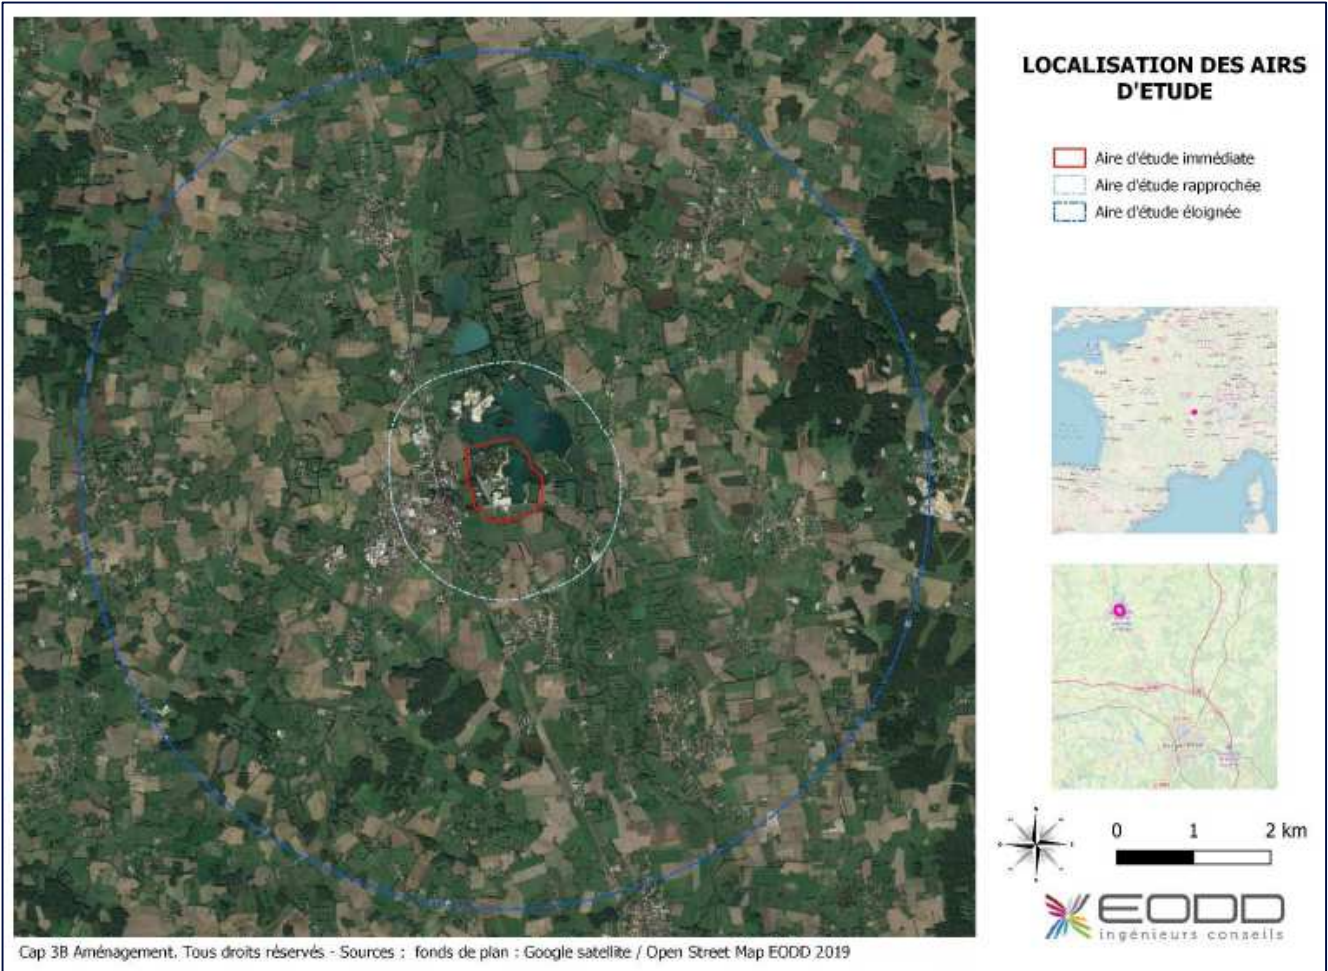 LOCALISATION DES AIRS
D'ETUDE
Aire d'étude immédiate
Aire d'étude rapprochée
Aire d'étude éloignée
0 1 2 km
EODD
ingénieurs conseils
Cap 3B Aménagement. Tous droits réservés - Sources : fonds de plan : Google satellite / Open Street Map EODD 2019